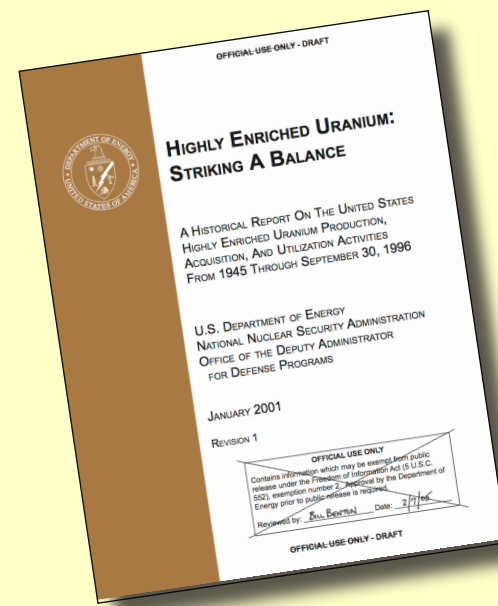 OFFICIAL USE ONLY - DRAFT
DEPARTMENT OF ENERGY
UNITED STATES OF AMERICA
HIGHLY ENRICHED URANIUM:
STRIKING A BALANCE
A HISTORICAL REPORT ON THE UNITED STATES
HIGHLY ENRICHED URANIUM PRODUCTION,
ACQUISITION, AND UTILIZATION ACTIVITIES
FROM 1945 THROUGH SEPTEMBER 30, 1996
U.S. DEPARTMENT OF ENERGY
NATIONAL NUCLEAR SECURITY ADMINISTRATION
OFFICE OF THE DEPUTY ADMINISTRATOR
FOR DEFENSE PROGRAMS
JANUARY 2001
REVISION 1
OFFICIAL USE ONLY
Contains information which may be exempt from public
release under the Freedom of Information Act (5 U.S.C.
552), exemption number 2. Approval by the Department of
Energy prior to public release is required.
Reviewed by: Bill Benton Date: 2/9/05
OFFICIAL USE ONLY - DRAFT